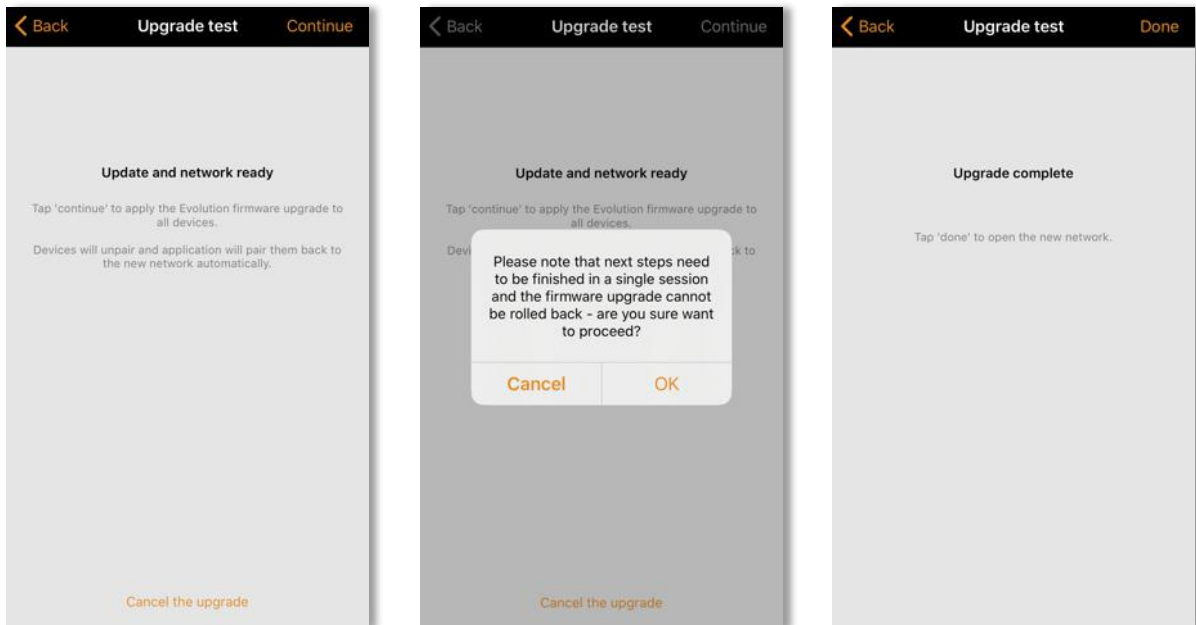 Back
Upgrade test
Continue
Update and network ready
Tap 'continue' to apply the Evolution firmware upgrade to
all devices.
Devices will unpair and application will pair them back to
the new network automatically.
Cancel the upgrade
Back
Upgrade test
Continue
Update and network ready
Tap 'continue' to apply the Evolution firmware upgrade to
all devices.
Devi
ck to
Please note that next steps need
to be finished in a single session
and the firmware upgrade cannot
be rolled back - are you sure want
to proceed?
Cancel
OK
Cancel the upgrade
Back
Upgrade test
Done
Upgrade complete
Tap 'done' to open the new network.